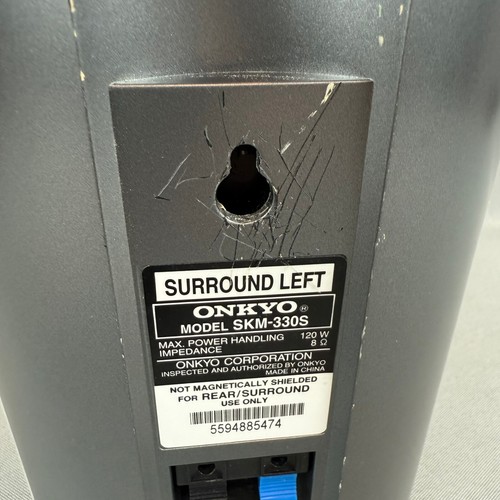 SURROUND LEFT
ONKYO®
MODEL SKM-330S
MAX. POWER HANDLING 120 W
IMPEDANCE 8 Ω
ONKYO CORPORATION
INSPECTED AND AUTHORIZED BY ONKYO
MADE IN CHINA
NOT MAGNETICALLY SHIELDED
FOR REAR/SURROUND
USE ONLY
5594885474